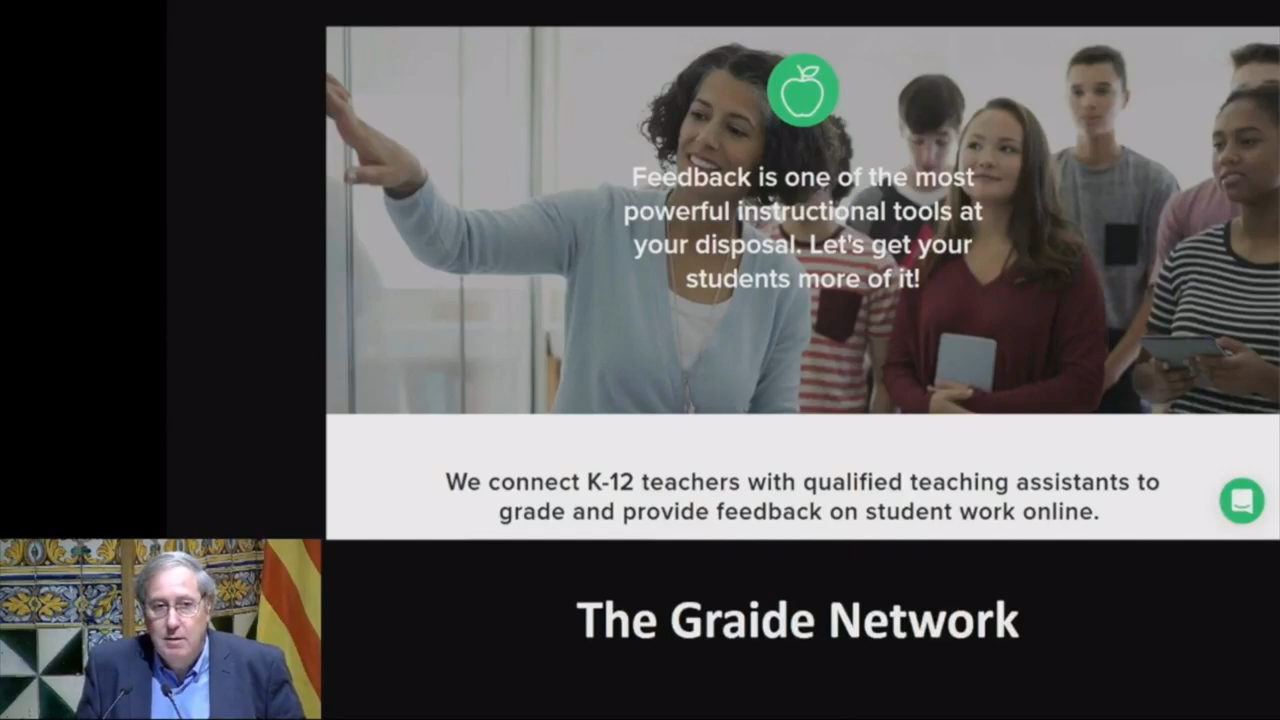 Feedback is one of the most
powerful instructional tools at
your disposal. Let's get your
students more of it!
We connect K-12 teachers with qualified teaching assistants to
grade and provide feedback on student work online.
The Graide Network